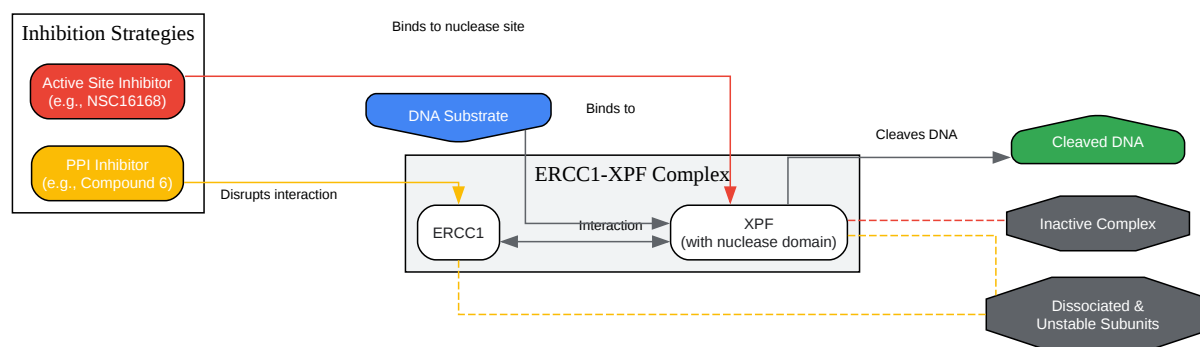 Inhibition Strategies
Binds to nuclease site
Active Site Inhibitor
(e.g., NSC16168)
DNA Substrate
Binds to
Cleaves DNA
Cleaved DNA
PPI Inhibitor
(e.g., Compound 6)
Disrupts interaction
ERCC1-XPF Complex
ERCC1
Interaction
XPF
(with nuclease domain)
Inactive Complex
Dissociated &
Unstable Subunits